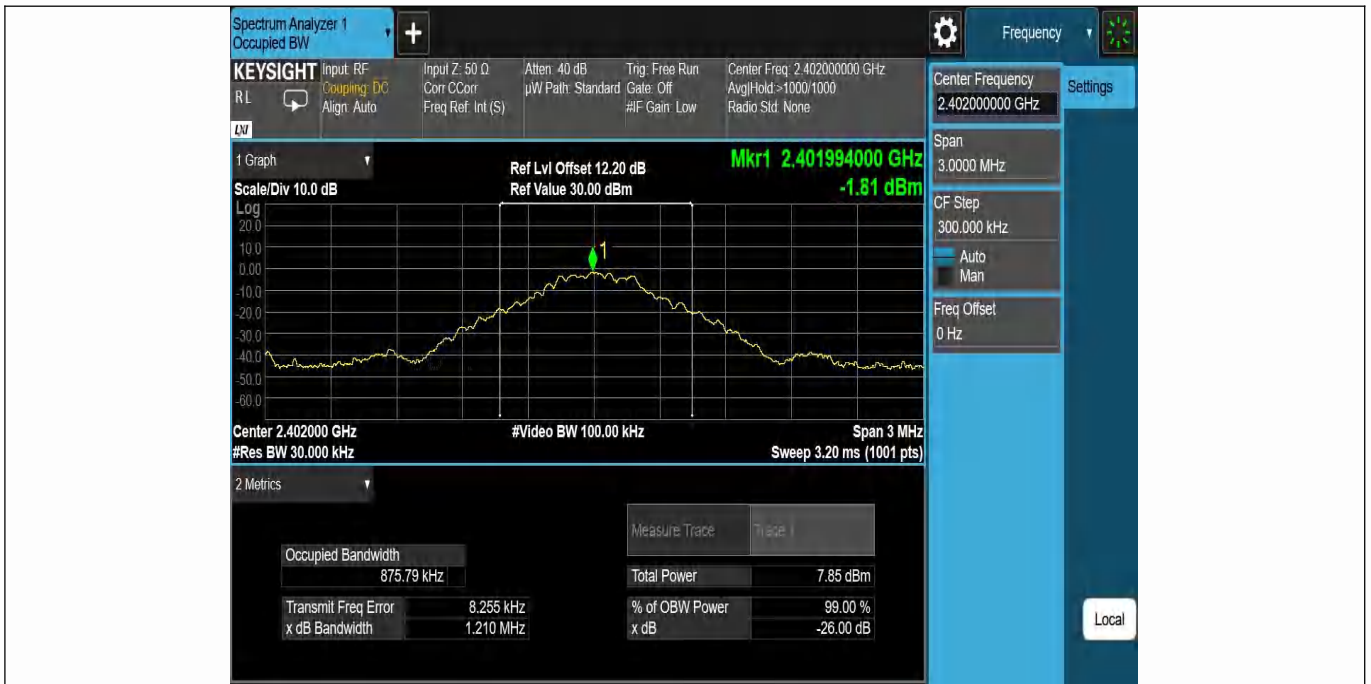 Spectrum Analyzer 1
Occupied BW
+
Frequency
KEYSIGHT
RL
LXI
Input: RF
Coupling: DC
Align: Auto
Input Z: 50 Ω
Corr CCorr
Freq Ref: Int (S)
Atten: 40 dB
µW Path: Standard
Trig: Free Run
Gate: Off
#IF Gain: Low
Center Freq: 2.402000000 GHz
Avg|Hold:>1000/1000
Radio Std: None
Center Frequency
2.402000000 GHz
Settings
Span
3.0000 MHz
CF Step
300.000 kHz
Auto
Man
Freq Offset
0 Hz
Local
1 Graph
Scale/Div 10.0 dB
Ref Lvl Offset 12.20 dB
Ref Value 30.00 dBm
Mkr1 2.401994000 GHz
-1.81 dBm
Log
20.0
10.0
0.00
-10.0
-20.0
-30.0
-40.0
-50.0
-60.0
1
Center 2.402000 GHz
#Video BW 100.00 kHz
Span 3 MHz
#Res BW 30.000 kHz
Sweep 3.20 ms (1001 pts)
2 Metrics
Measure Trace
Trace 1
Occupied Bandwidth
875.79 kHz
Total Power
7.85 dBm
Transmit Freq Error
8.255 kHz
% of OBW Power
99.00 %
x dB Bandwidth
1.210 MHz
x dB
-26.00 dB